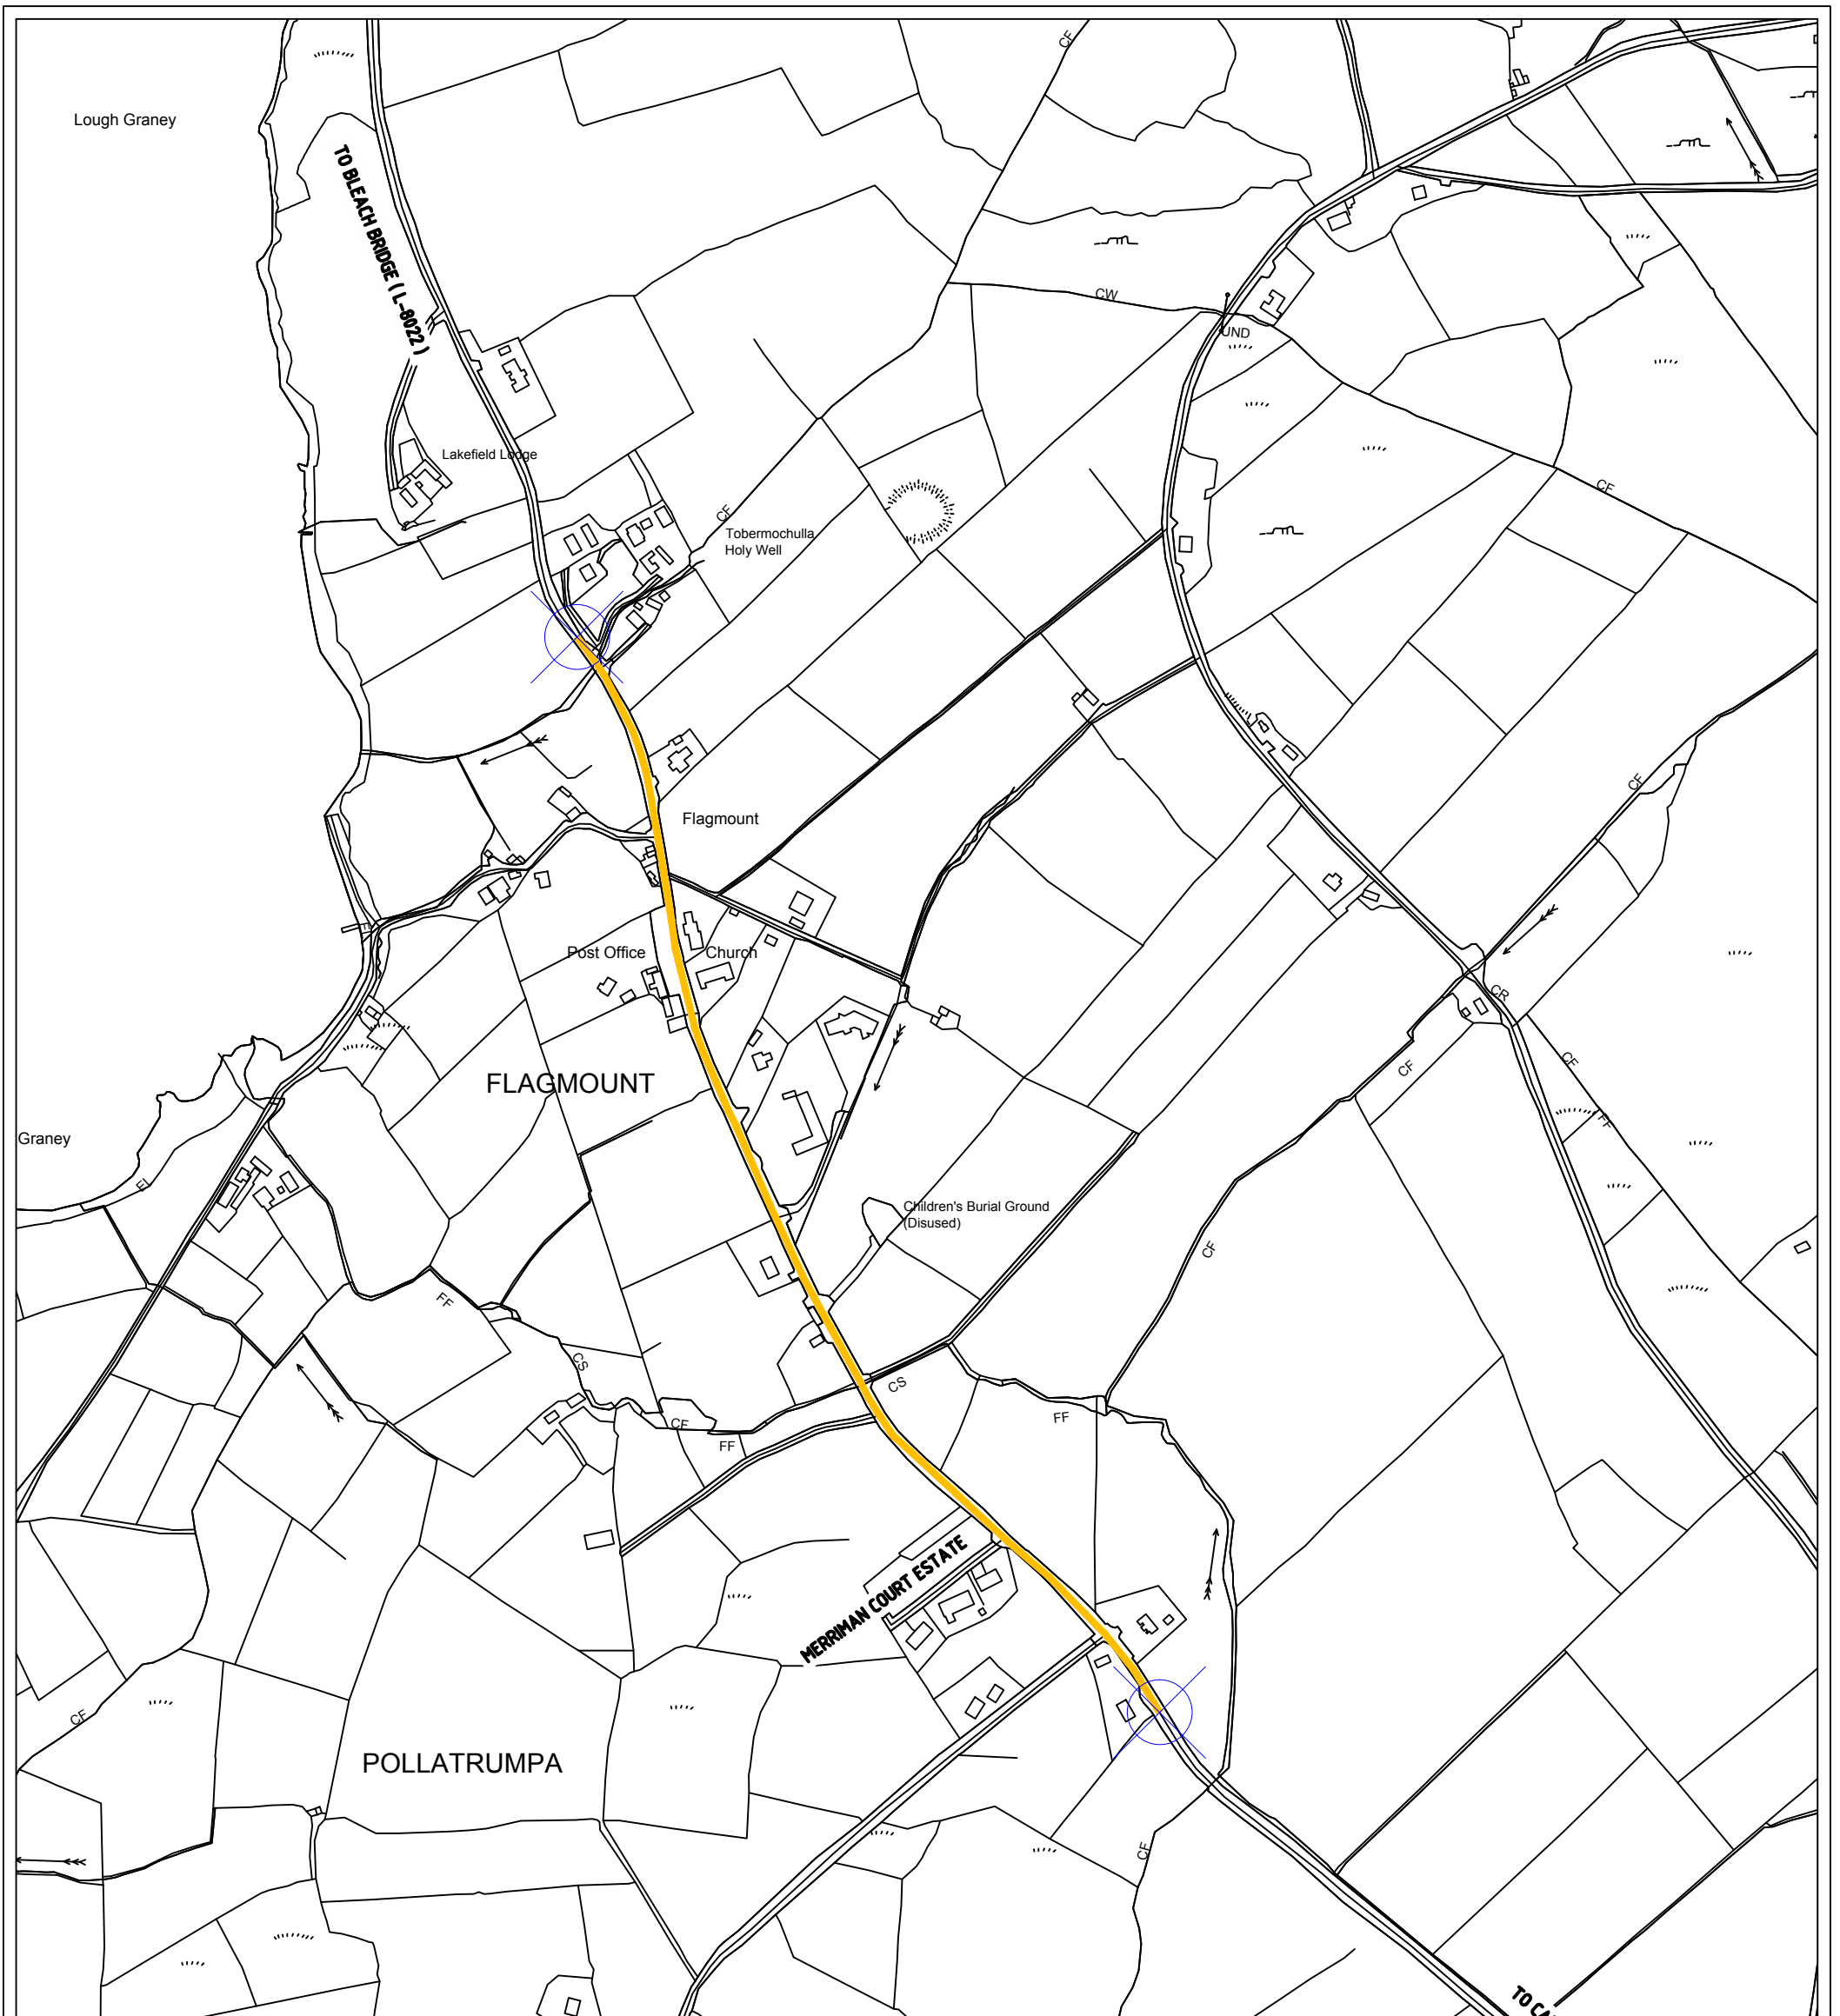 CF
Lough Graney
TO BLEACH BRIDGE ( L-8022 )
CW
UND
Lakefield Lodge
CF
CF
Tobermochulla
Holy Well
CF
Flagmount
Post Office
Church
CR
CF
CF
FLAGMOUNT
FF
Graney
Children's Burial Ground
(Disused)
CF
FF
CS
CS
CF
FF
FF
MERRIMAN COURT ESTATE
CF
POLLATRUMPA
CF
TO